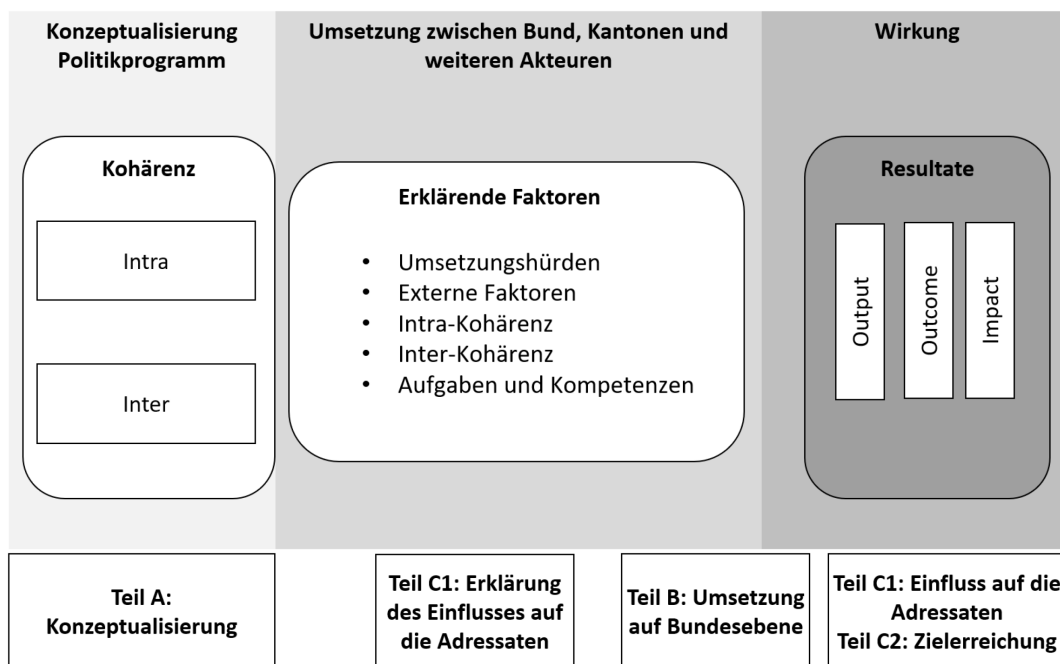 Konzeptualisierung
Politikprogramm
Umsetzung zwischen Bund, Kantonen und
weiteren Akteuren
Wirkung
Kohärenz
Intra
Inter
Erklärende Faktoren
• Umsetzungshürden
• Externe Faktoren
• Intra-Kohärenz
• Inter-Kohärenz
• Aufgaben und Kompetenzen
Resultate
Output
Outcome
Impact
Teil A:
Konzeptualisierung
Teil C1: Erklärung
des Einflusses auf
die Adressaten
Teil B: Umsetzung
auf Bundesebene
Teil C1: Einfluss auf die
Adressaten
Teil C2: Zielerreichung